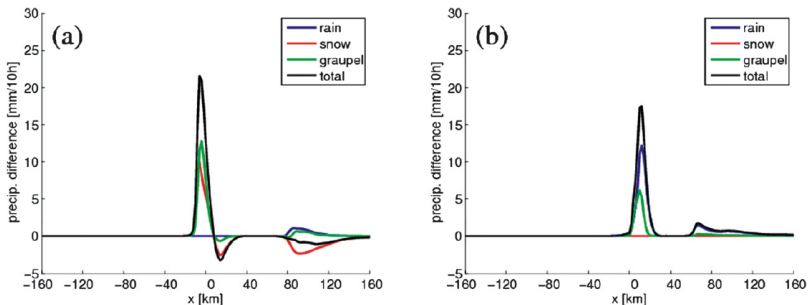 (a)
rain
snow
graupel
total
precip. difference [mm/10h]
30
25
20
15
10
5
0
−5
−160 −120 −80 −40 0 40 80 120 160
x [km]
(b)
rain
snow
graupel
total
precip. difference [mm/10h]
30
25
20
15
10
5
0
−5
−160 −120 −80 −40 0 40 80 120 160
x [km]